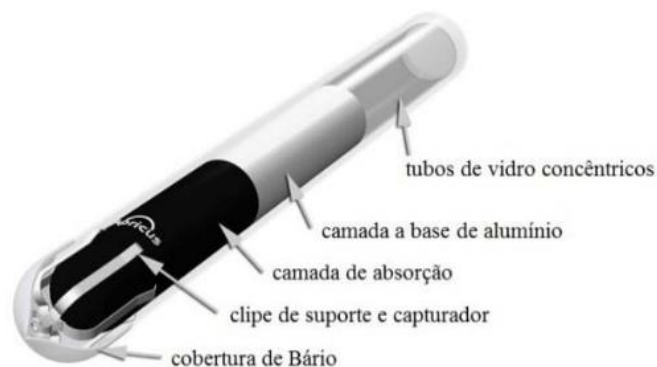 tubos de vidro concêntricos
camada a base de alumínio
camada de absorção
clipe de suporte e capturador
cobertura de Bário